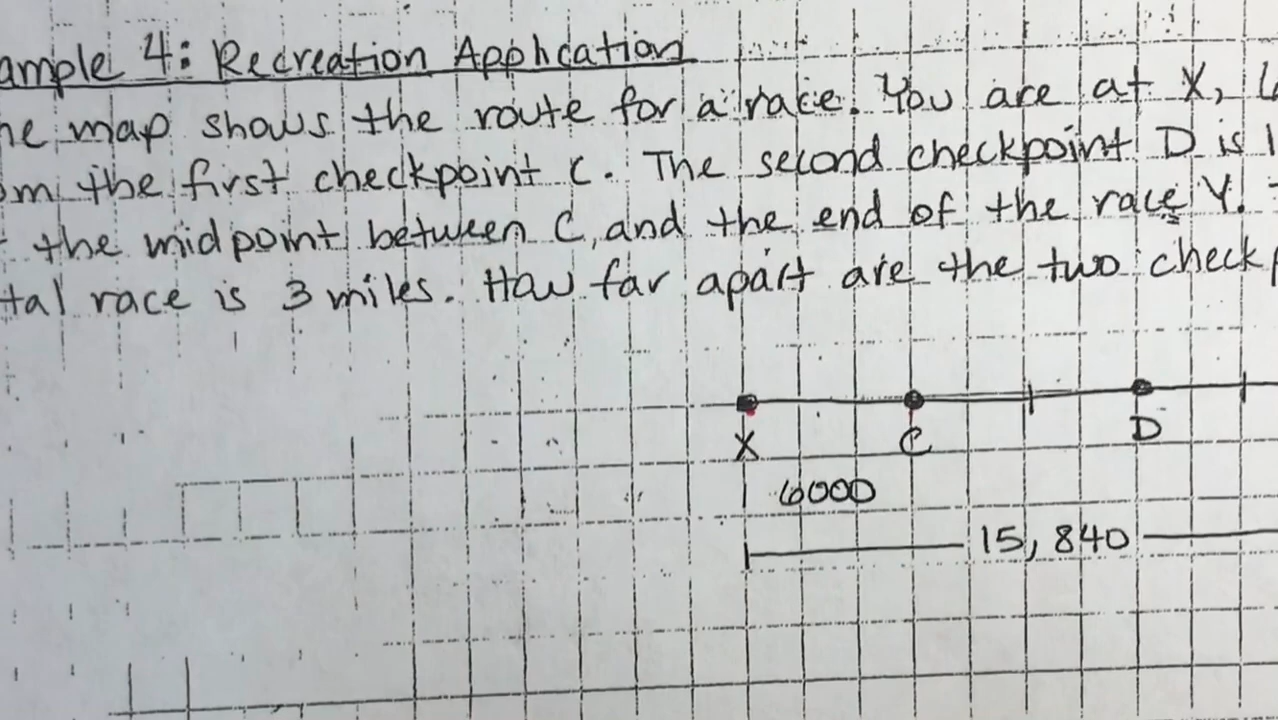 ample 4: Recreation Application
he map shows the route for a race. You are at X, 6
om the first checkpoint C. The second checkpoint D is l
t the midpoint between C, and the end of the race Y.
tal race is 3 miles. How far apart are the two check
X C D
6000
15,840